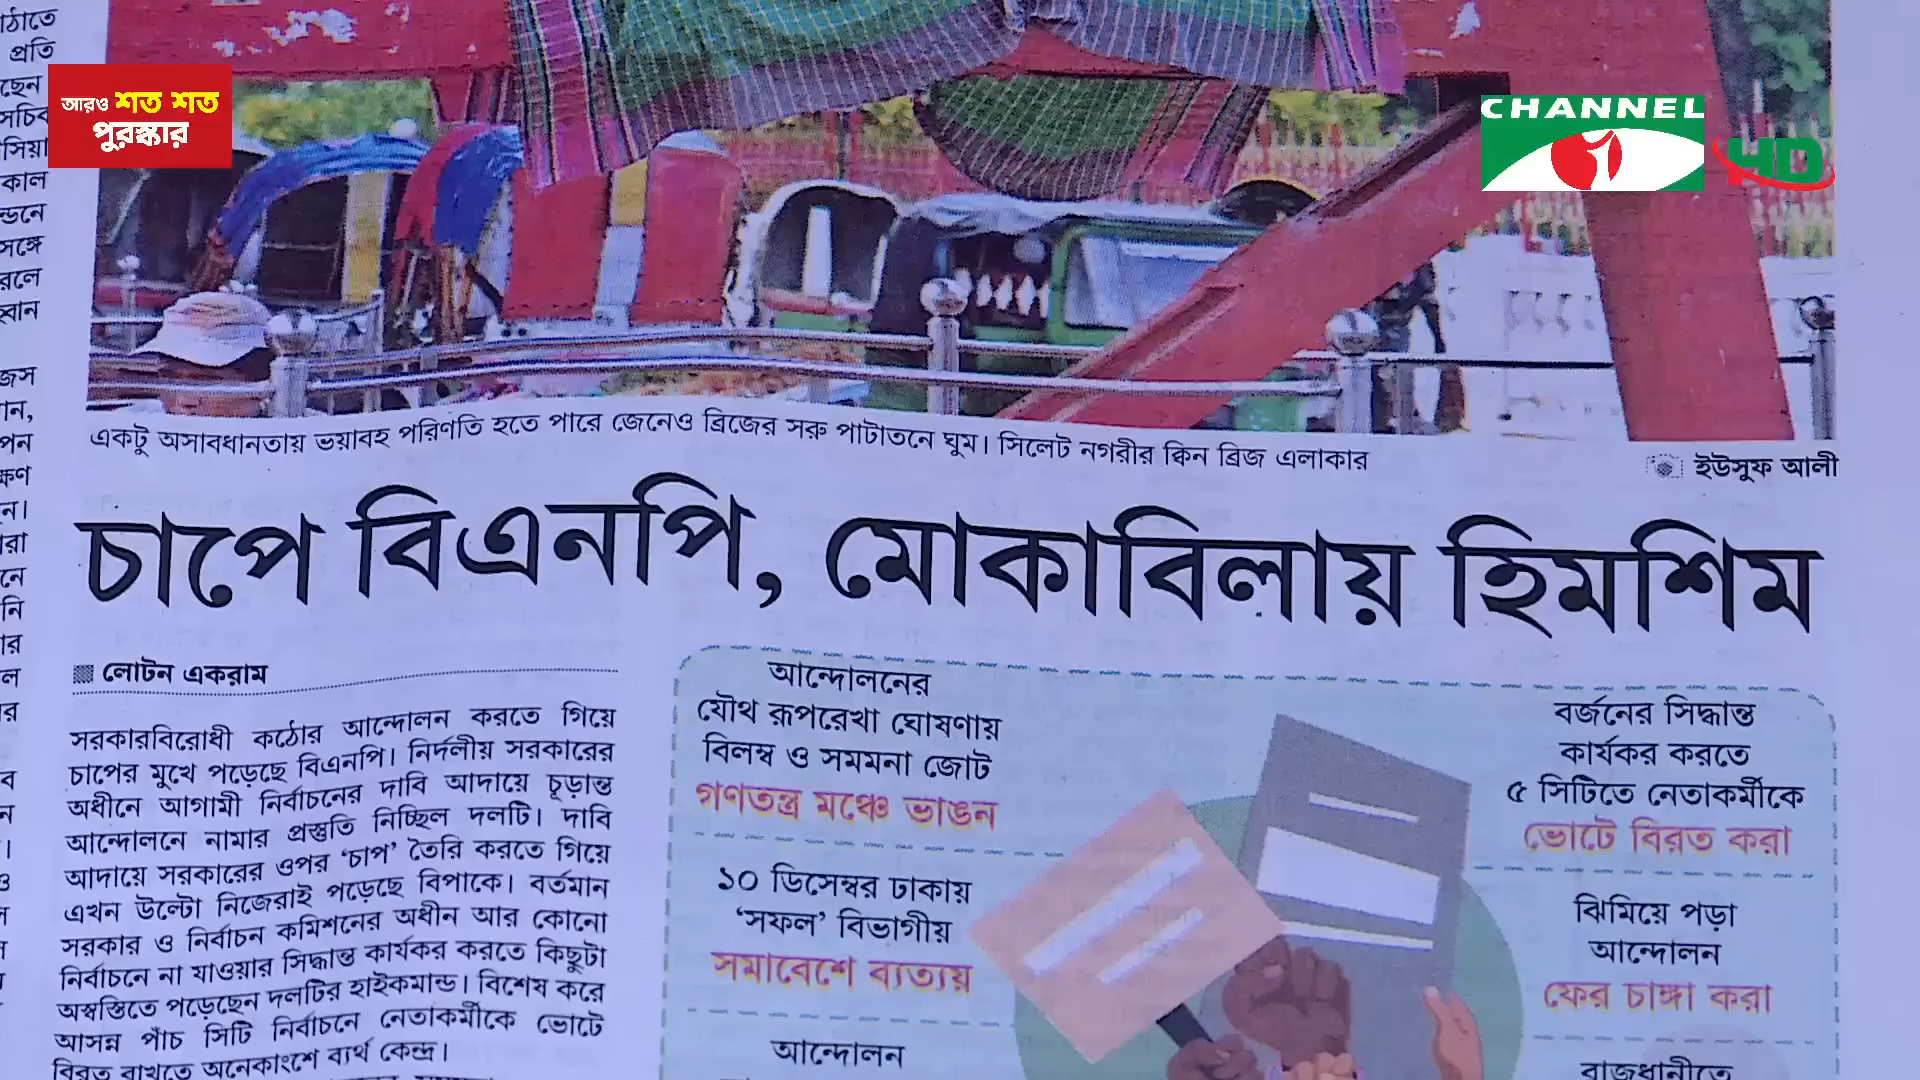 আরও শত শত
পুরস্কার
CHANNEL
HD
ঠাতে
প্রতি
ছেন
সচিব
সিয়া
কাল
ন্ডনে
সঙ্গে
রলে
একটু অসাবধানতায় ভয়াবহ পরিণতি হতে পারে জেনেও ব্রিজের সরু পাটাতনে ঘুম। সিলেট নগরীর ক্বিন ব্রিজ এলাকার
ইউসুফ আলী
চাপে বিএনপি, মোকাবিলায় হিমশিম
লোটন একরাম
সরকারবিরোধী কঠোর আন্দোলন করতে গিয়ে
চাপের মুখে পড়েছে বিএনপি। নির্দলীয় সরকারের
অধীনে আগামী নির্বাচনের দাবি আদায়ে চূড়ান্ত
আন্দোলনে নামার প্রস্তুতি নিচ্ছিল দলটি। দাবি
আদায়ে সরকারের ওপর ‘চাপ’ তৈরি করতে গিয়ে
এখন উল্টো নিজেরাই পড়েছে বিপাকে। বর্তমান
সরকার ও নির্বাচন কমিশনের অধীন আর কোনো
নির্বাচনে না যাওয়ার সিদ্ধান্ত কার্যকর করতে কিছুটা
অস্বস্তিতে পড়েছেন দলটির হাইকমান্ড। বিশেষ করে
আসন্ন পাঁচ সিটি নির্বাচনে নেতাকর্মীকে ভোটে
বিরত রাখতে অনেকাংশে ব্যর্থ কেন্দ্র।
আন্দোলনের
যৌথ রূপরেখা ঘোষণায়
বিলম্ব ও সমমনা জোট
গণতন্ত্র মঞ্চে ভাঙন
১০ ডিসেম্বর ঢাকায়
‘সফল’ বিভাগীয়
সমাবেশে ব্যত্যয়
আন্দোলন
বর্জনের সিদ্ধান্ত
কার্যকর করতে
৫ সিটিতে নেতাকর্মীকে
ভোটে বিরত করা
ঝিমিয়ে পড়া
আন্দোলন
ফের চাঙ্গা করা
রাজধানীতে